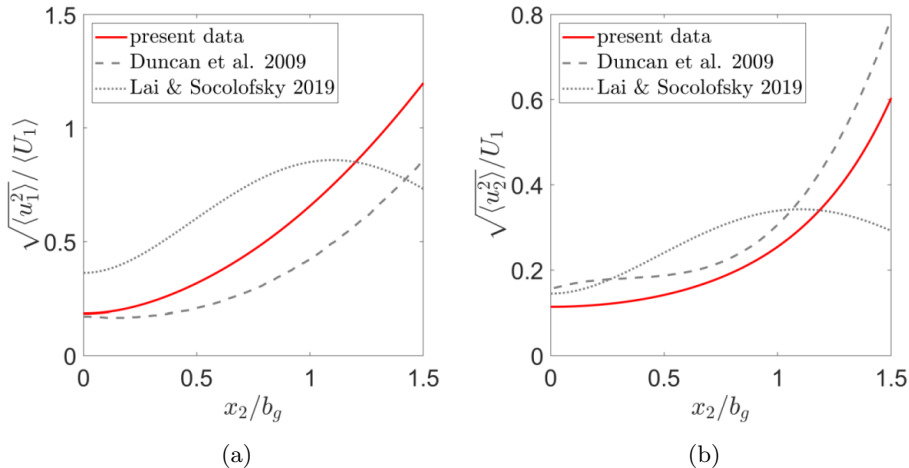 1.5
present data
Duncan et al. 2009
Lai & Socolofsky 2019
1
0.5
0
√⟨u₁²⟩/ ⟨U₁⟩
0 0.5 1 1.5
x₂/b_g
(a)
0.8
present data
Duncan et al. 2009
Lai & Socolofsky 2019
0.6
0.4
0.2
0
√⟨u₂²⟩/U₁
0 0.5 1 1.5
x₂/b_g
(b)